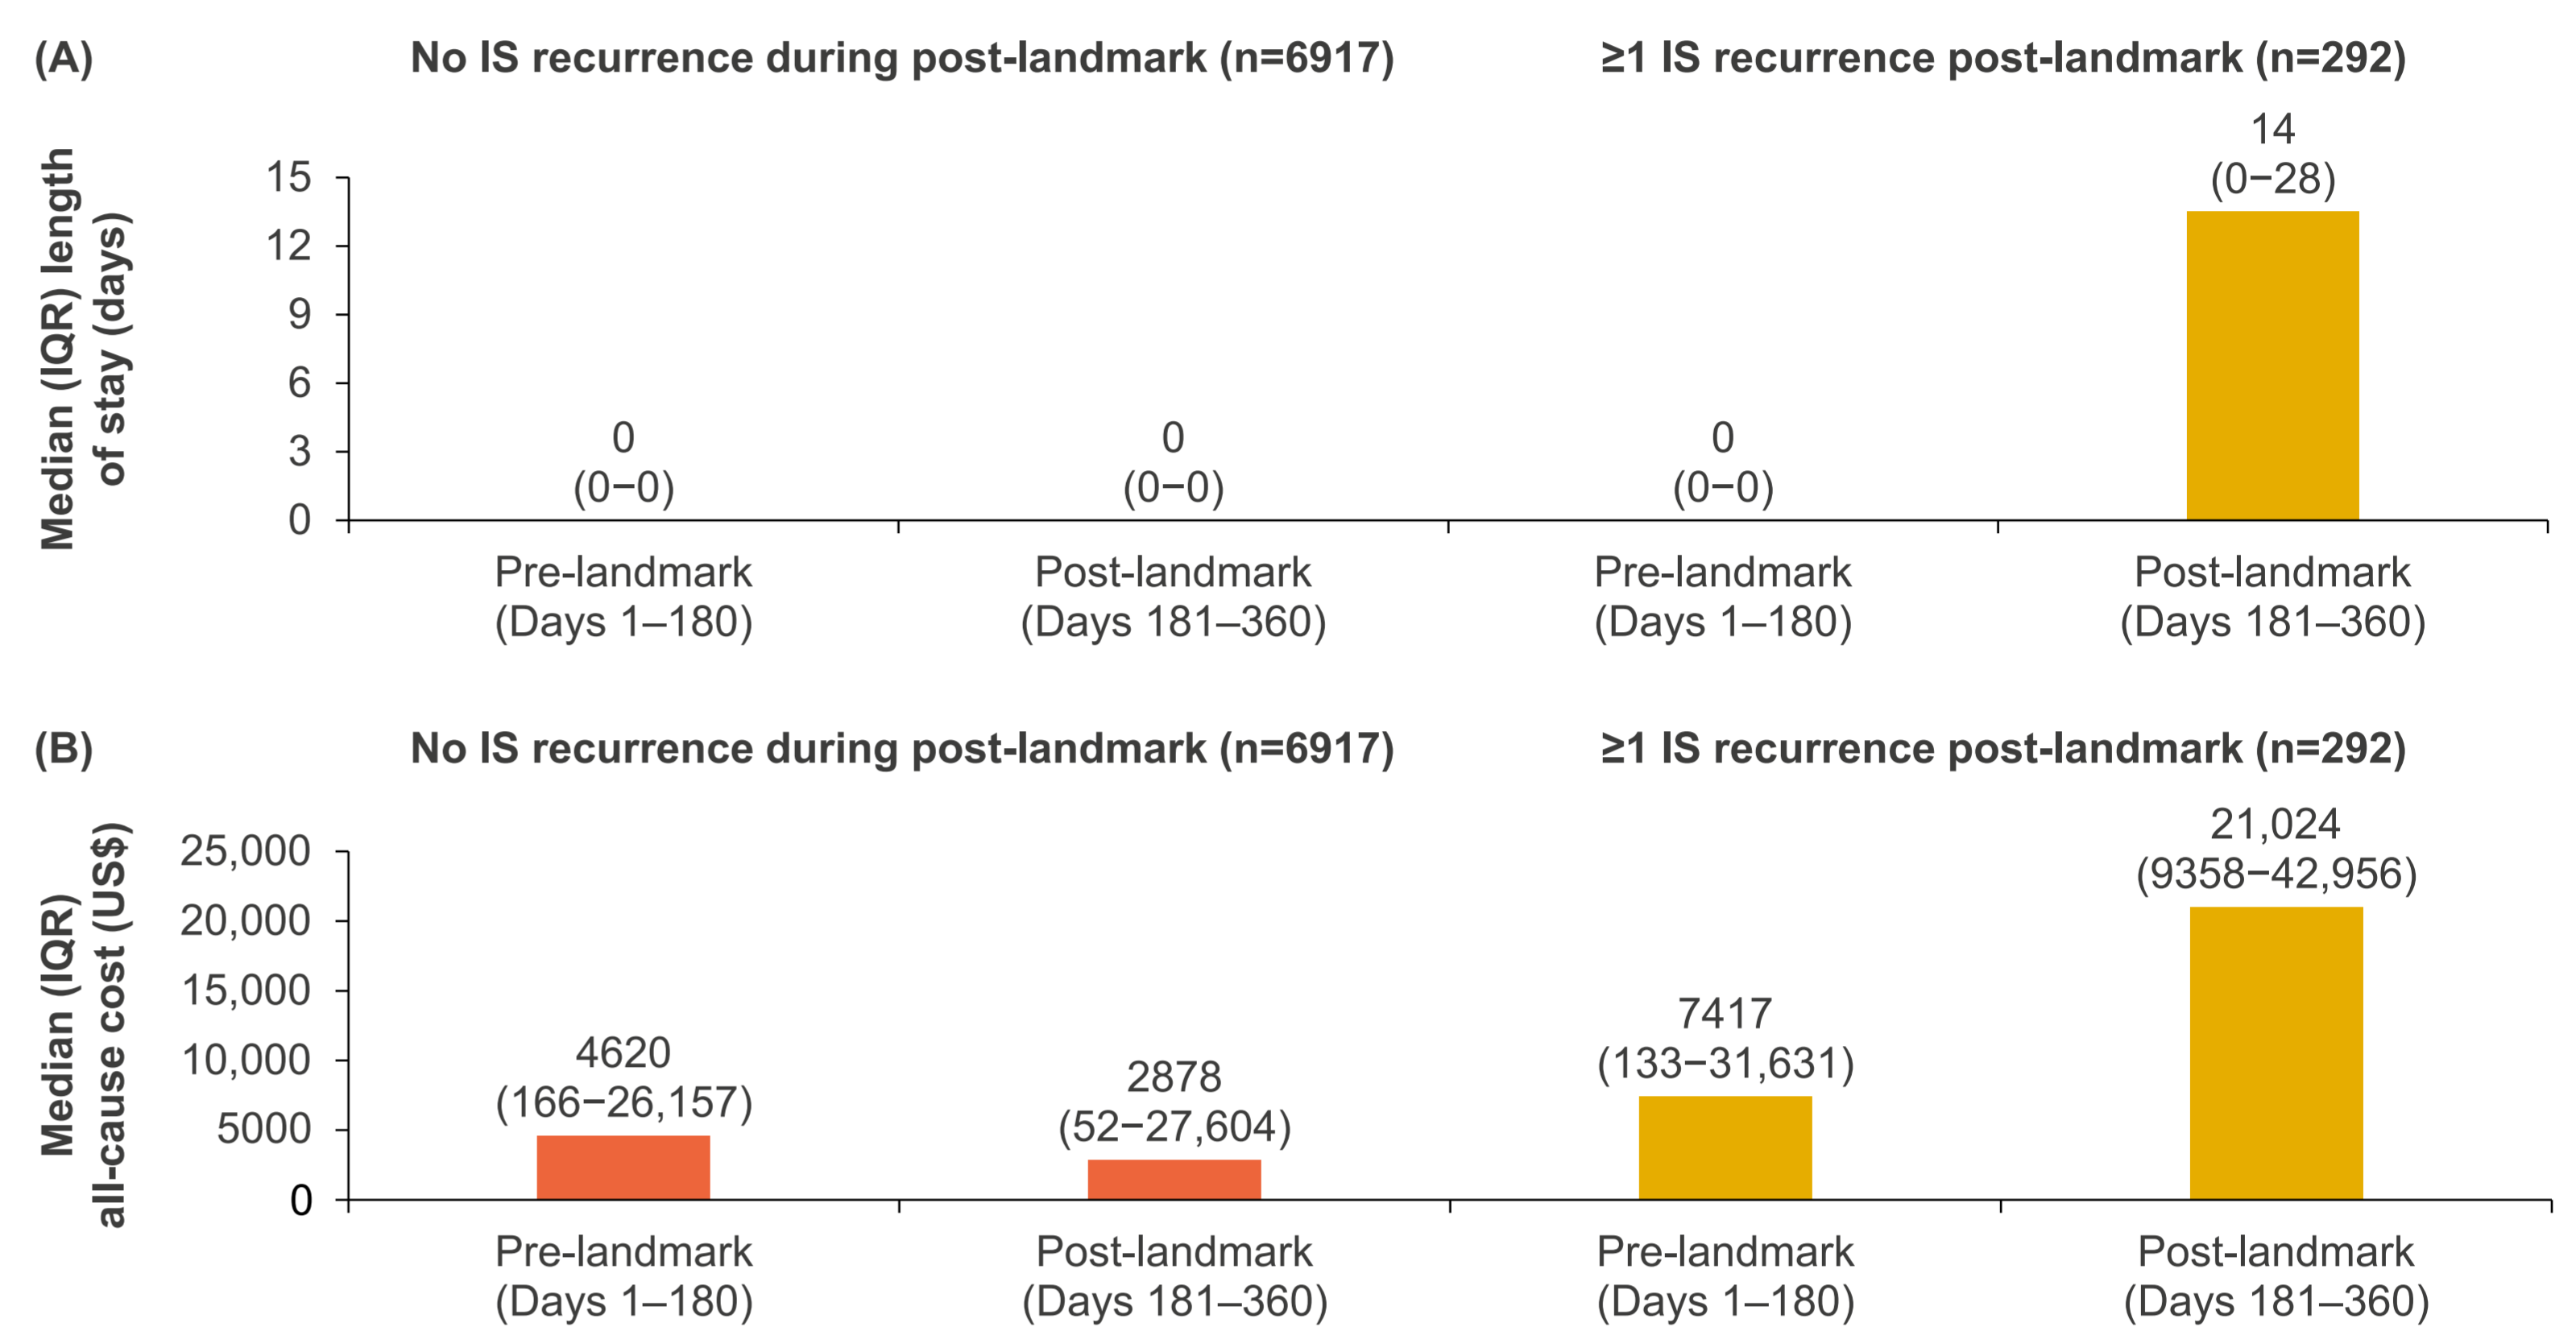 (A)
No IS recurrence during post-landmark (n=6917)
≥1 IS recurrence post-landmark (n=292)
Median (IQR) length
of stay (days)
15
12
9
6
3
0
0
(0−0)
0
(0−0)
0
(0−0)
14
(0−28)
Pre-landmark
(Days 1–180)
Post-landmark
(Days 181–360)
Pre-landmark
(Days 1–180)
Post-landmark
(Days 181–360)
(B)
No IS recurrence during post-landmark (n=6917)
≥1 IS recurrence post-landmark (n=292)
Median (IQR)
all-cause cost (US$)
25,000
20,000
15,000
10,000
5000
0
4620
(166−26,157)
2878
(52−27,604)
7417
(133−31,631)
21,024
(9358−42,956)
Pre-landmark
(Days 1–180)
Post-landmark
(Days 181–360)
Pre-landmark
(Days 1–180)
Post-landmark
(Days 181–360)